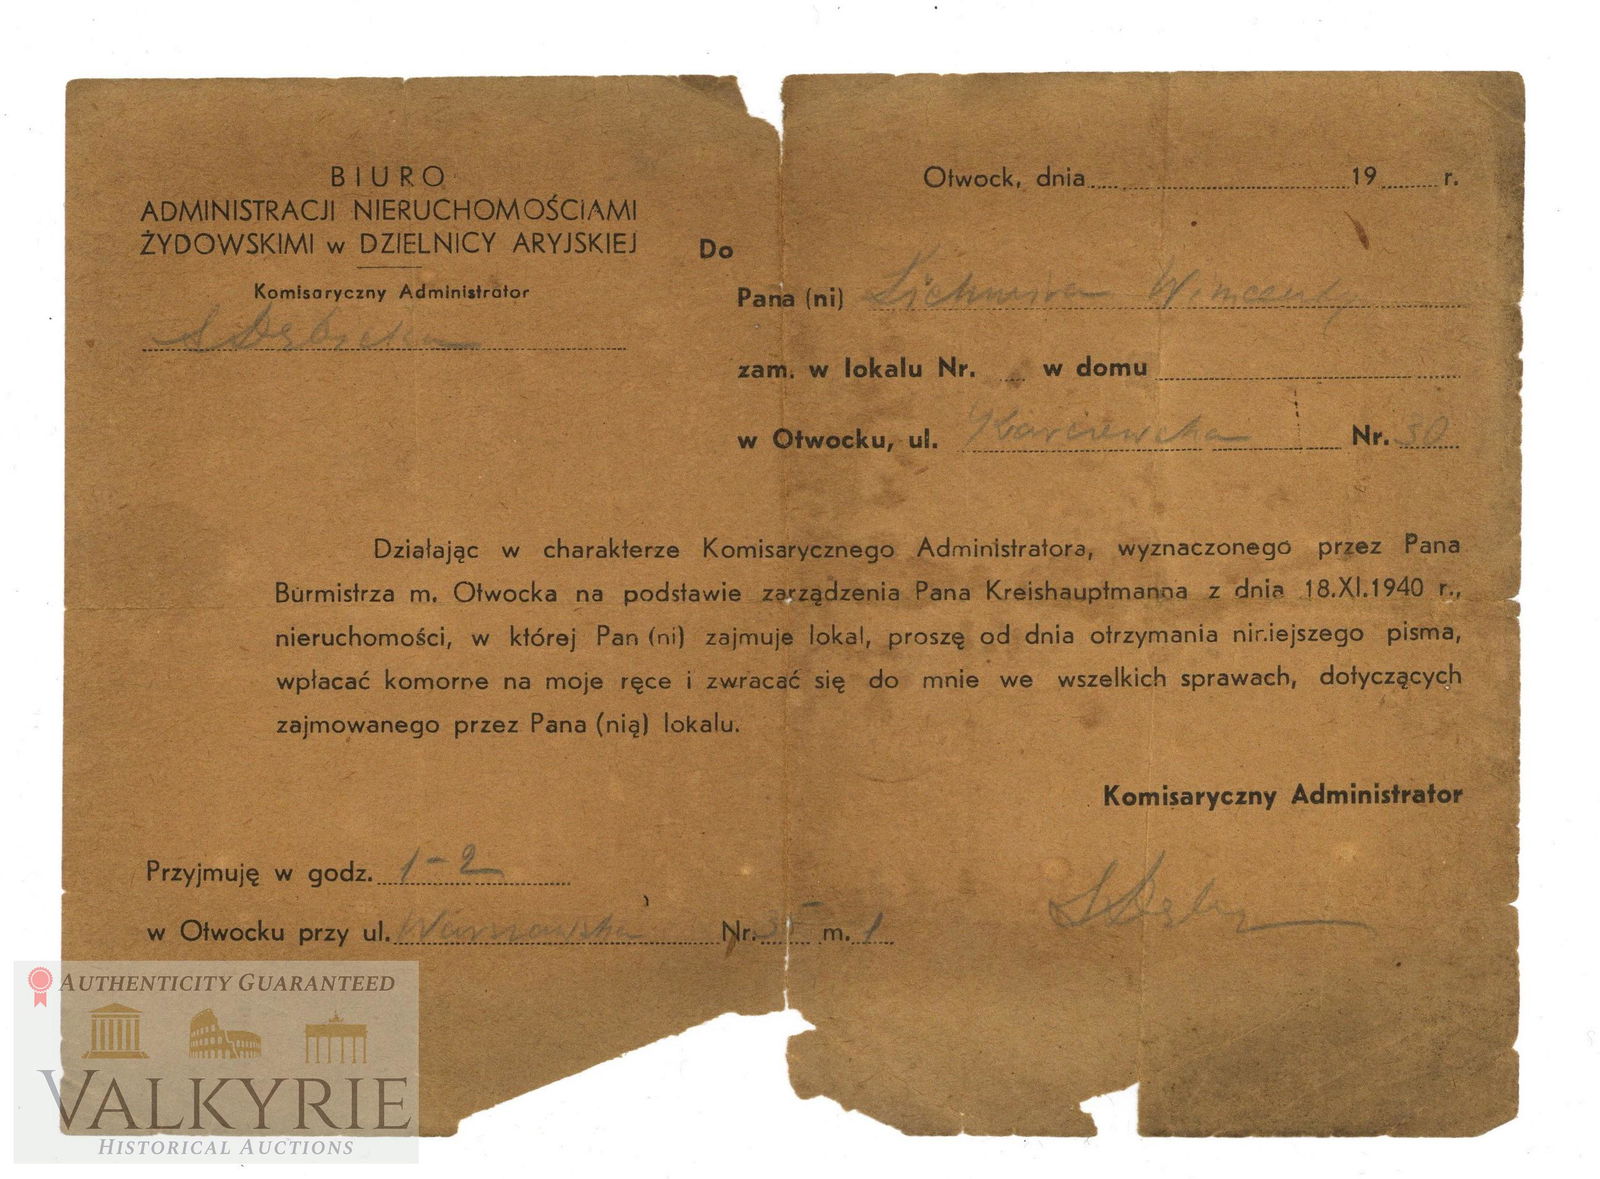 BIURO
ADMINISTRACJI NIERUCHOMOŚCIAMI
ŻYDOWSKIMI w DZIELNICY ARYJSKIEJ
Komisaryczny Administrator
Otwock, dnia 19 r.
Do
Pana (ni) Wincenty
zam. w lokalu Nr. w domu
w Otwocku, ul. Karczewska Nr. 30
Działając w charakterze Komisarycznego Administratora, wyznaczonego przez Pana
Burmistrza m. Otwocka na podstawie zarządzenia Pana Kreishauptmanna z dnia 18.XI.1940 r.,
nieruchomości, w której Pan (ni) zajmuje lokal, proszę od dnia otrzymania niniejszego pisma,
wpłacać komorne na moje ręce i zwracać się do mnie we wszelkich sprawach, dotyczących
zajmowanego przez Pana (nią) lokalu.
Komisaryczny Administrator
Przyjmuję w godz. 1-2
w Otwocku przy ul. Warszawska Nr. m. 1
AUTHENTICITY GUARANTEED
VALKYRIE
HISTORICAL AUCTIONS